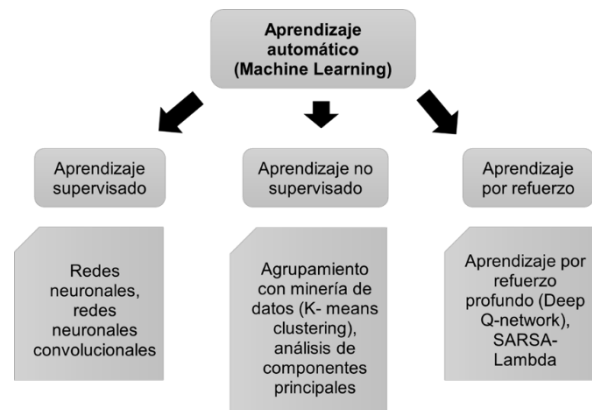 Aprendizaje
automático
(Machine Learning)
Aprendizaje
supervisado
Aprendizaje no
supervisado
Aprendizaje
por refuerzo
Redes
neuronales,
redes
neuronales
convolucionales
Agrupamiento
con minería de
datos (K- means
clustering),
análisis de
componentes
principales
Aprendizaje por
refuerzo
profundo (Deep
Q-network),
SARSA-
Lambda